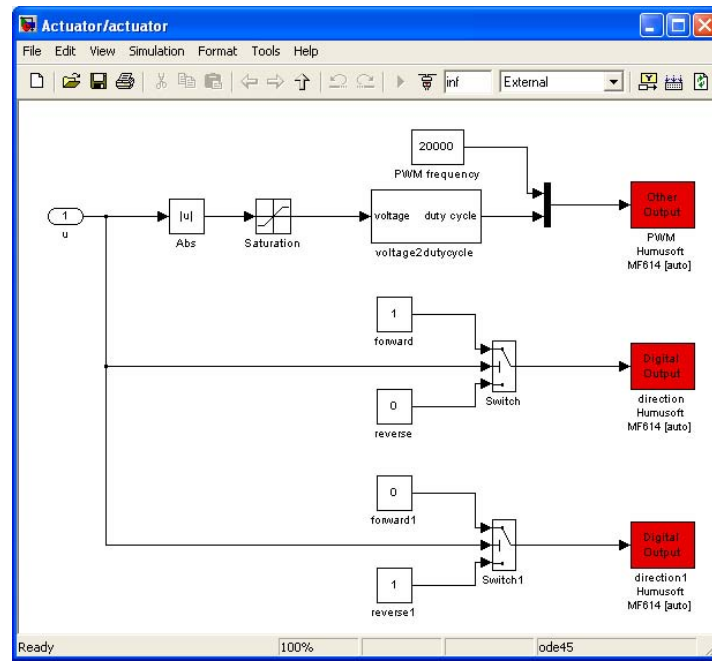 Actuator/actuator
File Edit View Simulation Format Tools Help
inf External
20000
PWM frequency
1
u
|u|
Abs
Saturation
voltage duty cycle
voltage2dutycycle
Other
Output
PWM
Humusoft
MF614 [auto]
1
forward
0
reverse
Switch
Digital
Output
direction
Humusoft
MF614 [auto]
0
forward1
1
reverse1
Switch1
Digital
Output
direction1
Humusoft
MF614 [auto]
Ready 100% ode45